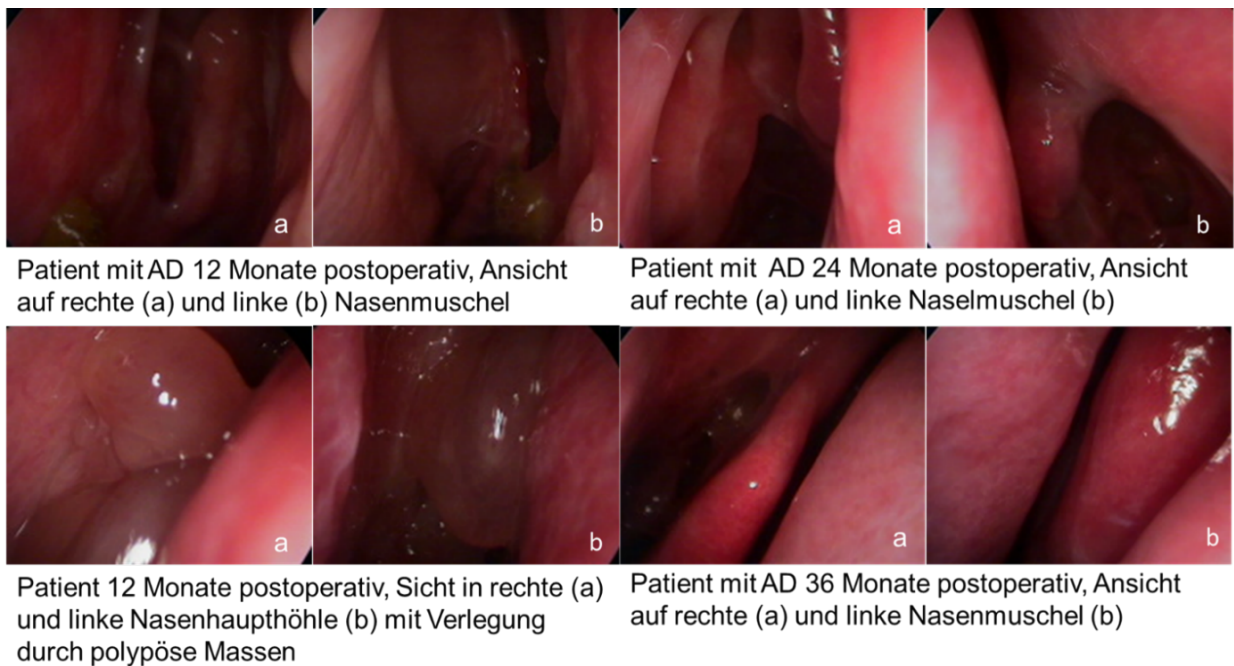 a
b
Patient mit AD 12 Monate postoperativ, Ansicht
auf rechte (a) und linke (b) Nasenmuschel
a
b
Patient mit AD 24 Monate postoperativ, Ansicht
auf rechte (a) und linke Naselmuschel (b)
a
b
Patient 12 Monate postoperativ, Sicht in rechte (a)
und linke Nasenhaupthöhle (b) mit Verlegung
durch polypöse Massen
a
b
Patient mit AD 36 Monate postoperativ, Ansicht
auf rechte (a) und linke Nasenmuschel (b)